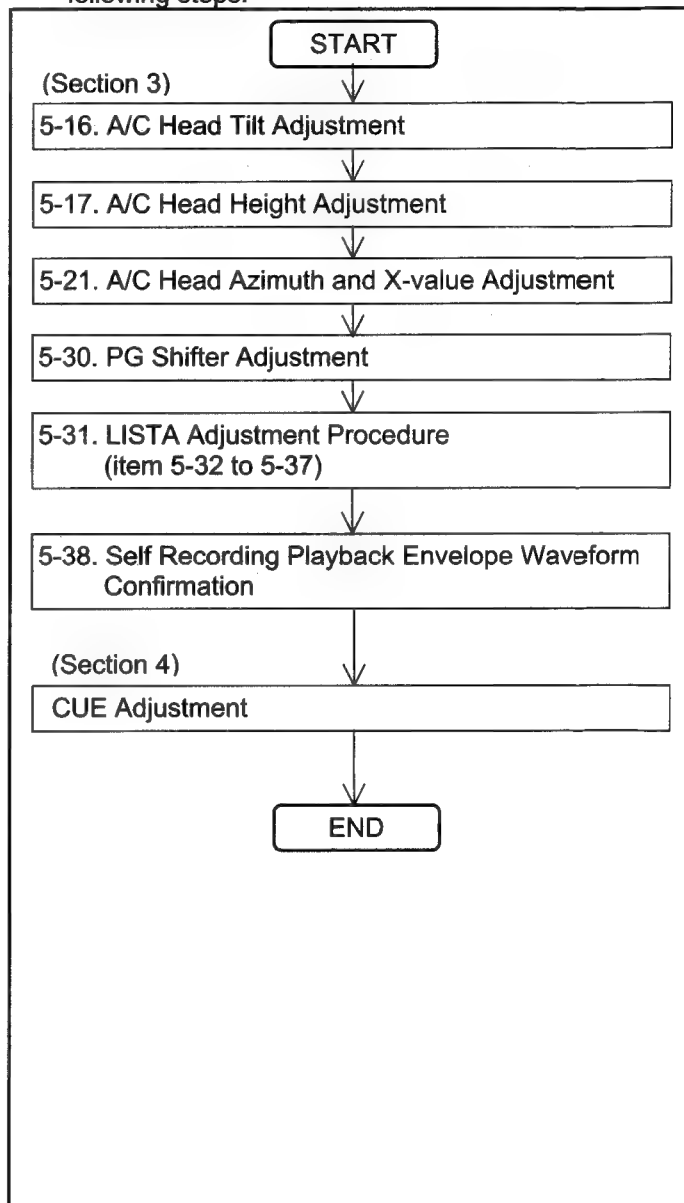 following steps.
START
(Section 3)
5-16. A/C Head Tilt Adjustment
5-17. A/C Head Height Adjustment
5-21. A/C Head Azimuth and X-value Adjustment
5-30. PG Shifter Adjustment
5-31. LISTA Adjustment Procedure
(item 5-32 to 5-37)
5-38. Self Recording Playback Envelope Waveform
Confirmation
(Section 4)
CUE Adjustment
END